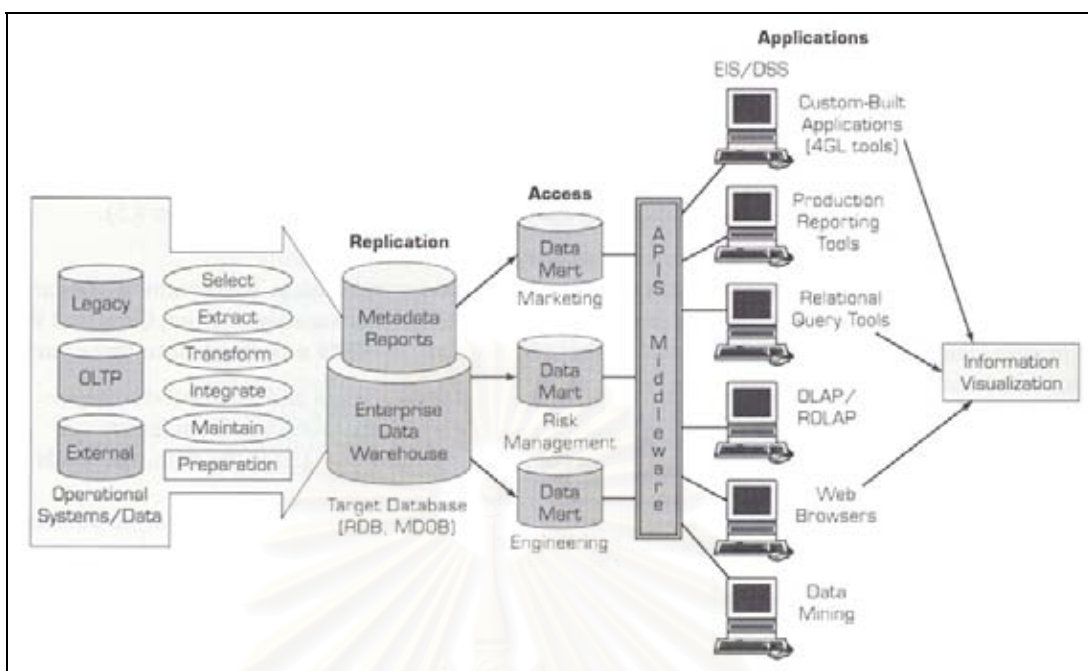 Applications
EIS/DSS
Custom-Built
Applications
(4GL tools)
Production
Reporting
Tools
Relational
Query Tools
OLAP/
ROLAP
Web
Browsers
Data
Mining
Information
Visualization
Access
Data
Mart
Marketing
Data
Mart
Risk
Management
Data
Mart
Engineering
APIS Middleware
Replication
Metadata
Reports
Enterprise
Data
Warehouse
Target Database
(RDB, MDDB)
Legacy
OLTP
External
Operational
Systems/Data
Select
Extract
Transform
Integrate
Maintain
Preparation